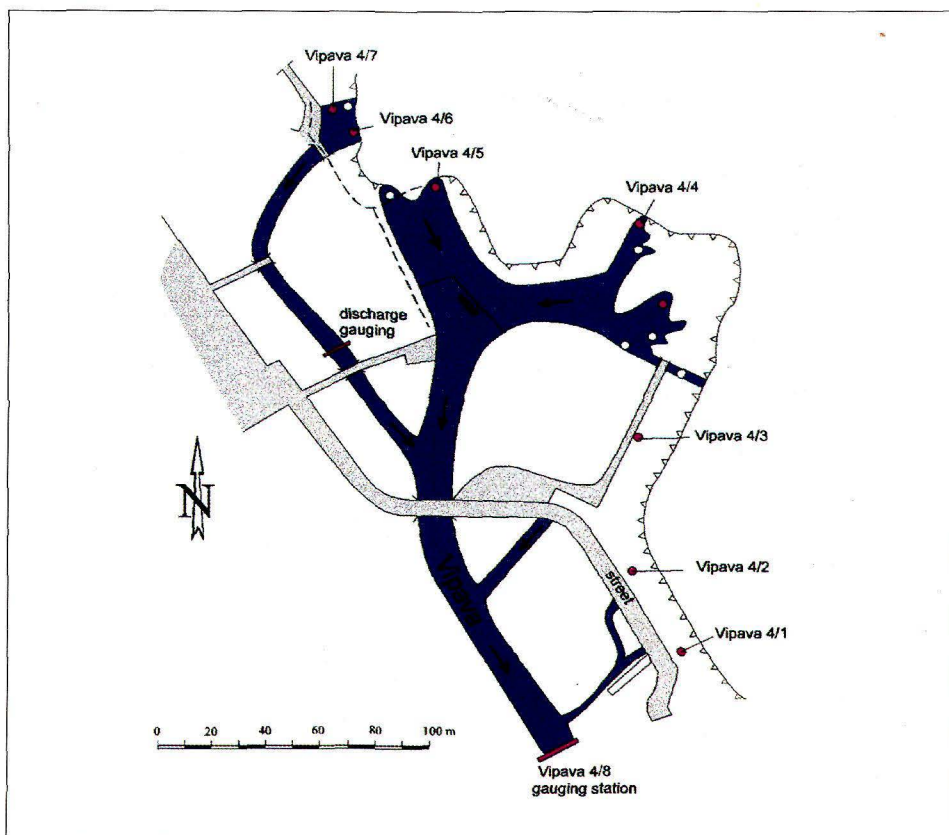 Vipava 4/7
Vipava 4/6
Vipava 4/5
Vipava 4/4
discharge
gauging
Vipava 4/3
N
Vipava
street
Vipava 4/2
Vipava 4/1
0 20 40 60 80 100 m
Vipava 4/8
gauging station